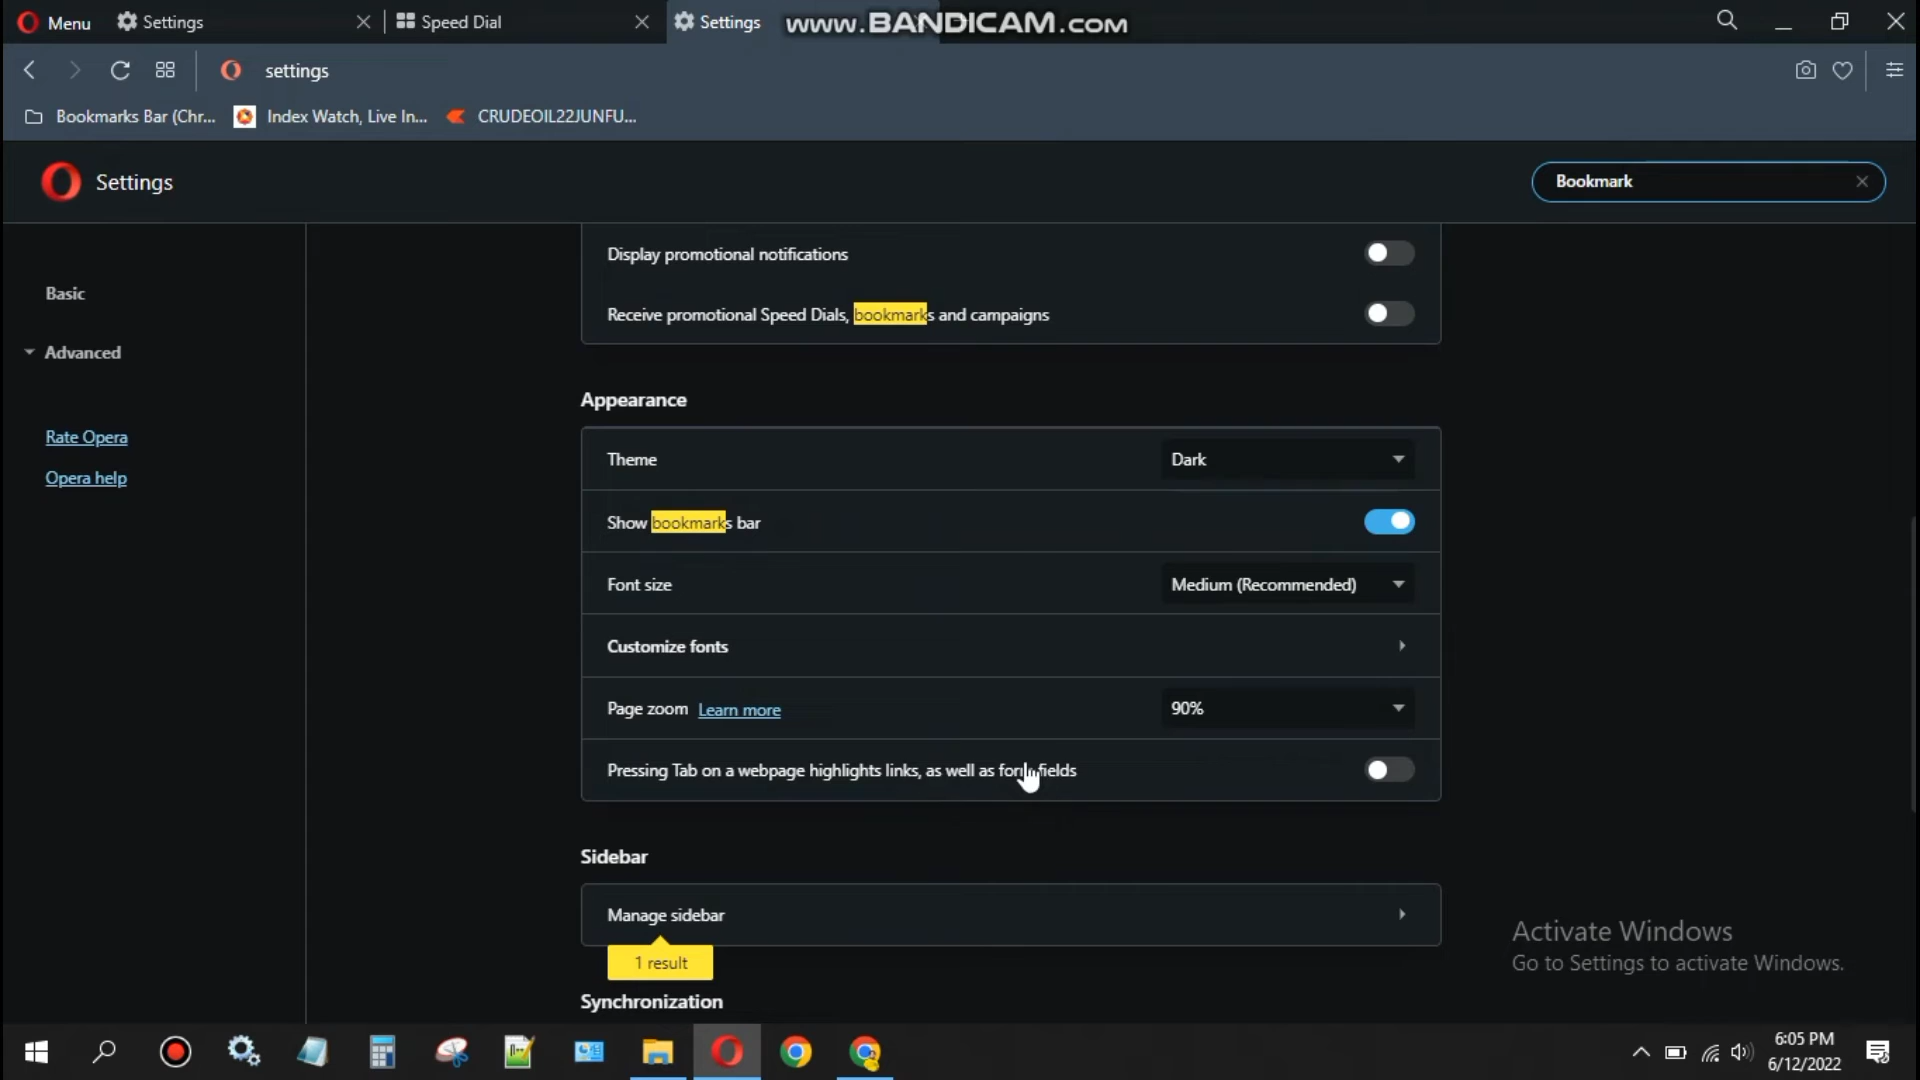 Menu
Settings
Speed Dial
Settings
www.BANDICAM.com
settings
Bookmarks Bar (Chr...
Index Watch, Live In...
CRUDEOIL22JUNFU...
Settings
Bookmark
Basic
Advanced
Rate Opera
Opera help
Display promotional notifications
Receive promotional Speed Dials, bookmarks and campaigns
Appearance
Theme
Dark
Show bookmarks bar
Font size
Medium (Recommended)
Customize fonts
Page zoom Learn more
90%
Pressing Tab on a webpage highlights links, as well as form fields
Sidebar
Manage sidebar
1 result
Synchronization
Activate Windows
Go to Settings to activate Windows.
6:05 PM
6/12/2022